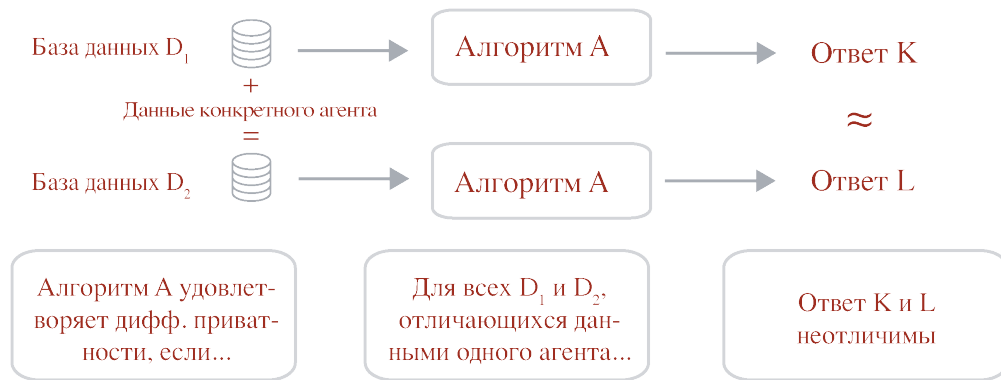 База данных D₁
Алгоритм A
Ответ K
+
Данные конкретного агента
=
≈
База данных D₂
Алгоритм A
Ответ L
Алгоритм A удовлет-
воряет дифф. приват-
ности, если...
Для всех D₁ и D₂,
отличающихся дан-
ными одного агента...
Ответ K и L
неотличимы